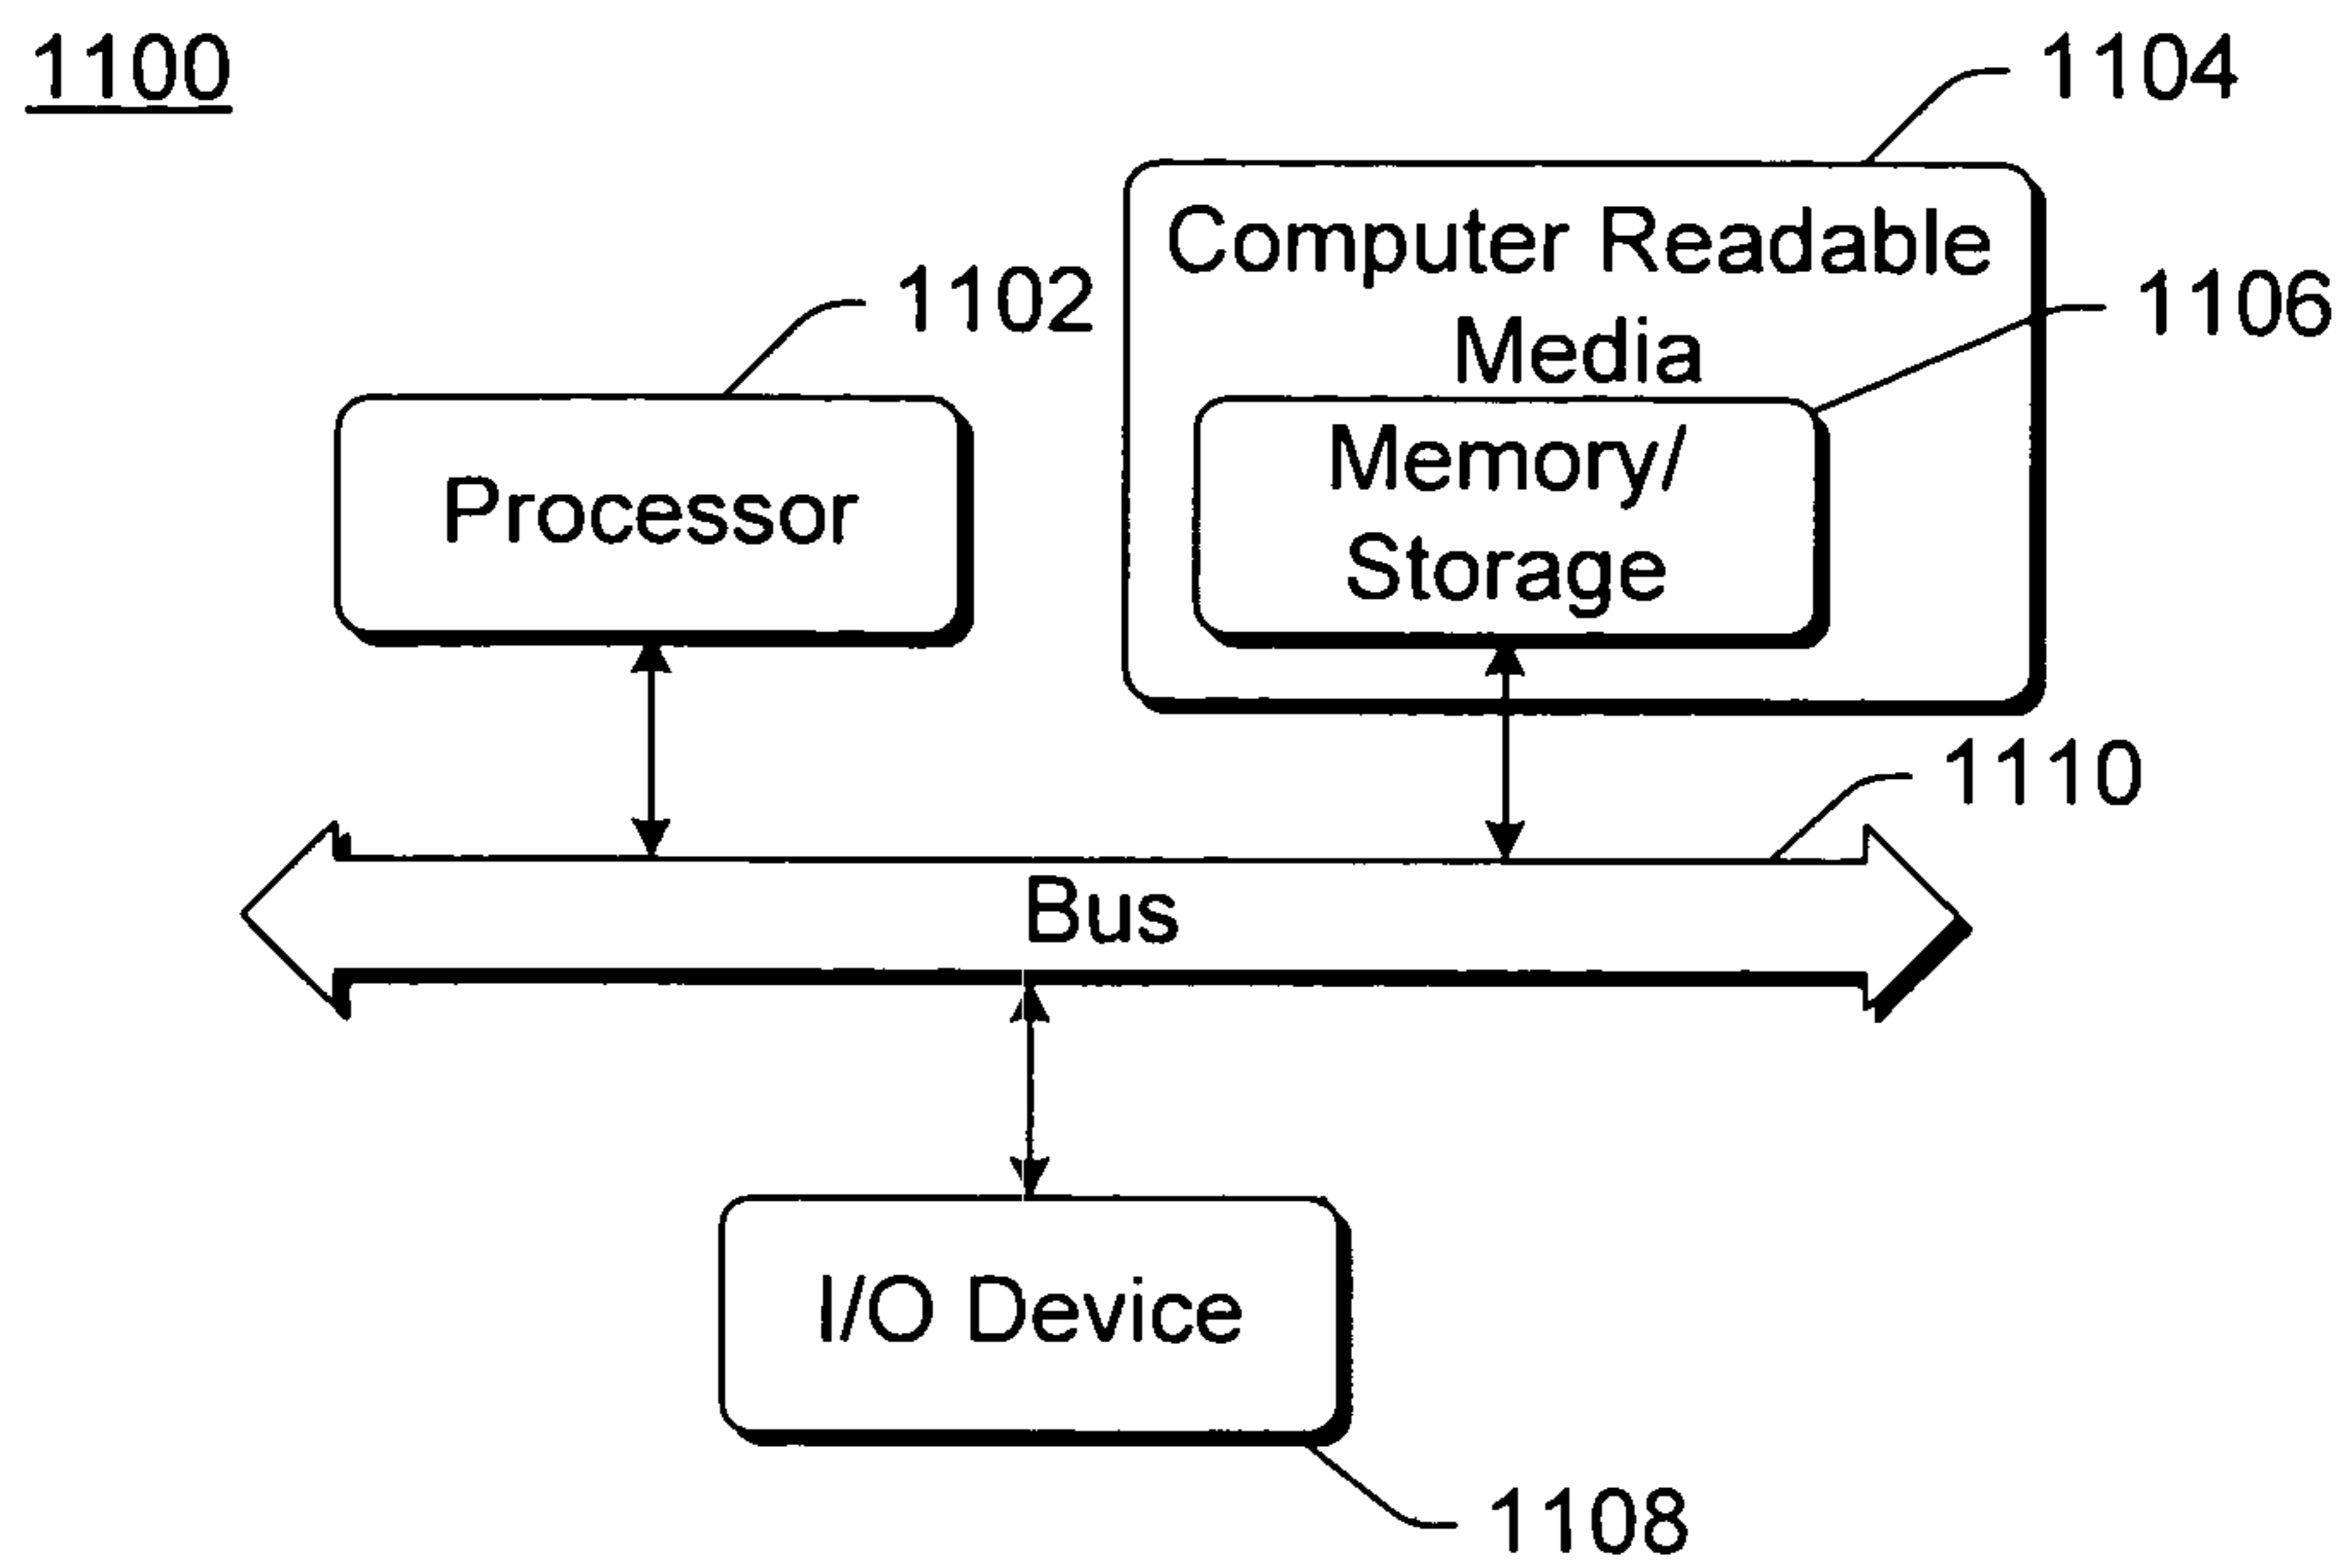 1100
1104
Computer Readable
1102
1106
Media
Memory/
Processor
Storage
1110
Bus
I/O Device
1108